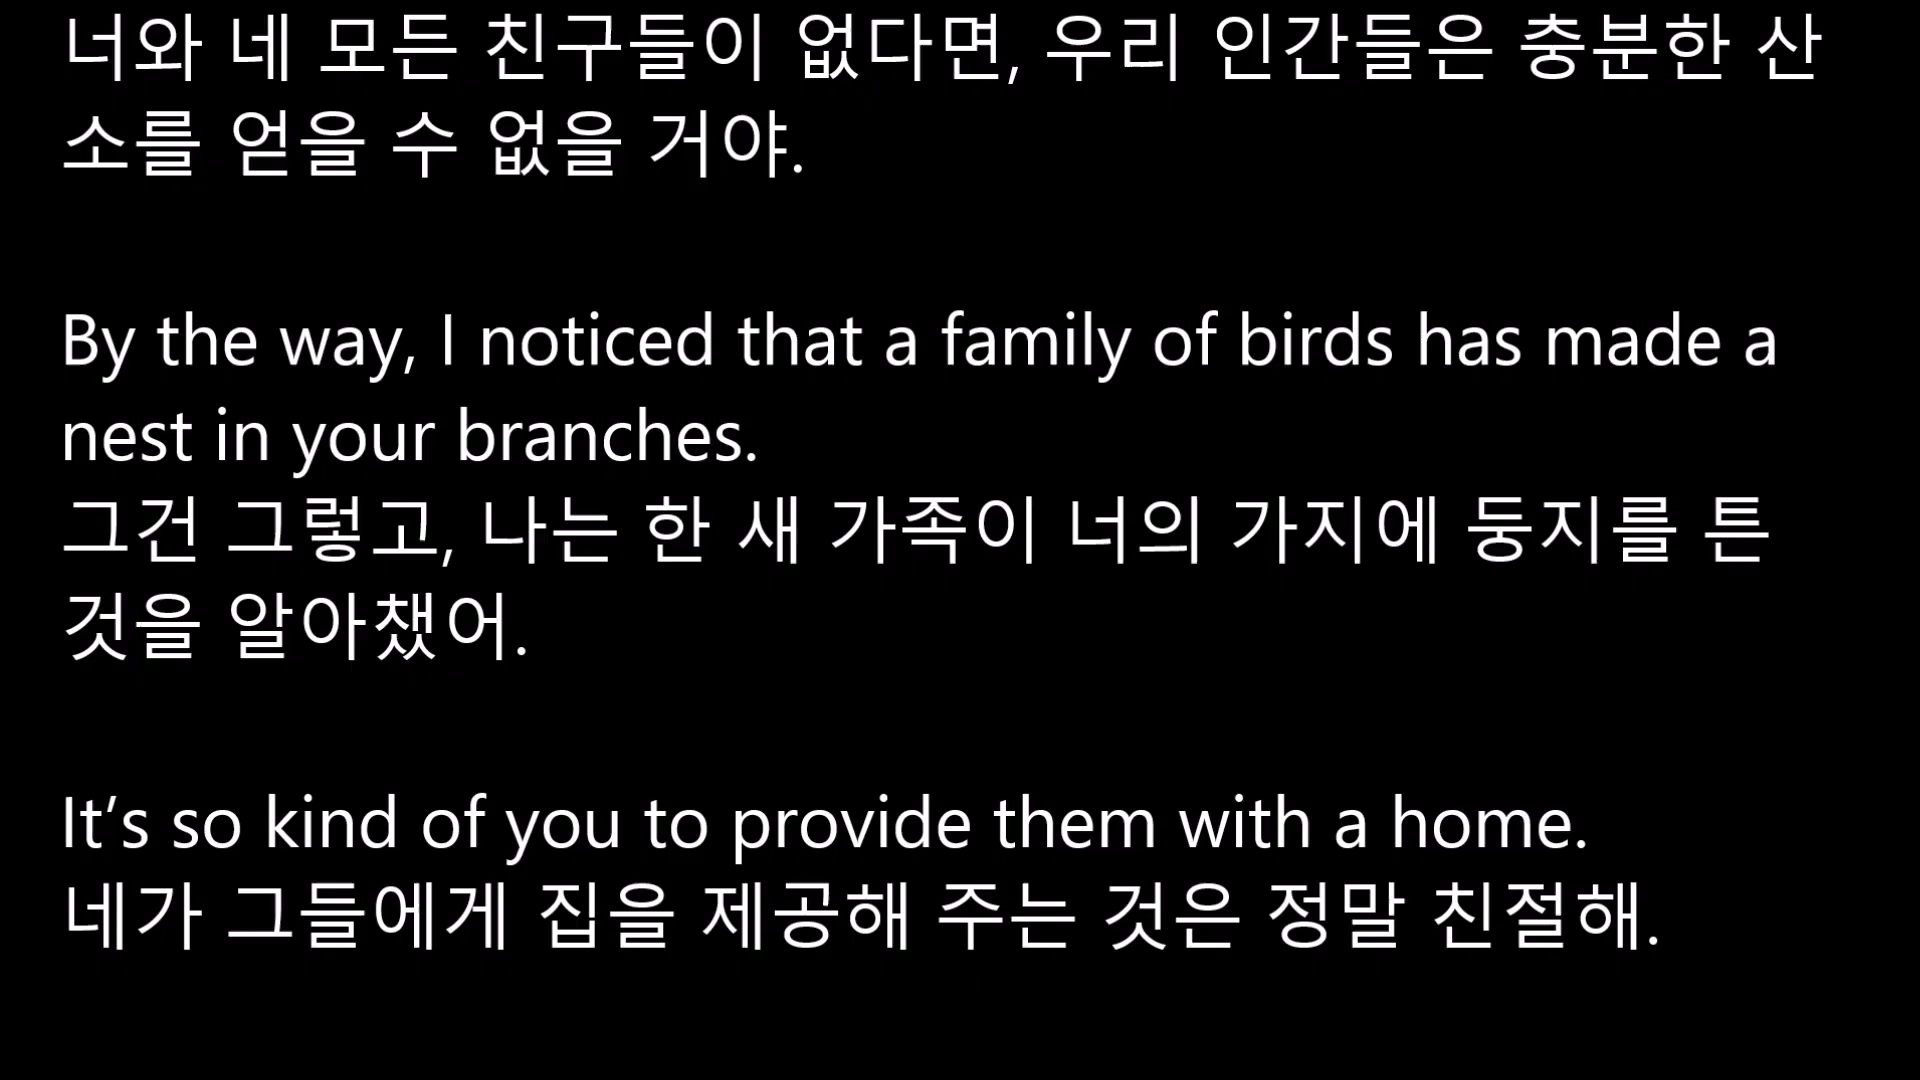 너와 네 모든 친구들이 없다면, 우리 인간들은 충분한 산
소를 얻을 수 없을 거야.
By the way, I noticed that a family of birds has made a
nest in your branches.
그건 그렇고, 나는 한 새 가족이 너의 가지에 둥지를 튼
것을 알아챘어.
It’s so kind of you to provide them with a home.
네가 그들에게 집을 제공해 주는 것은 정말 친절해.